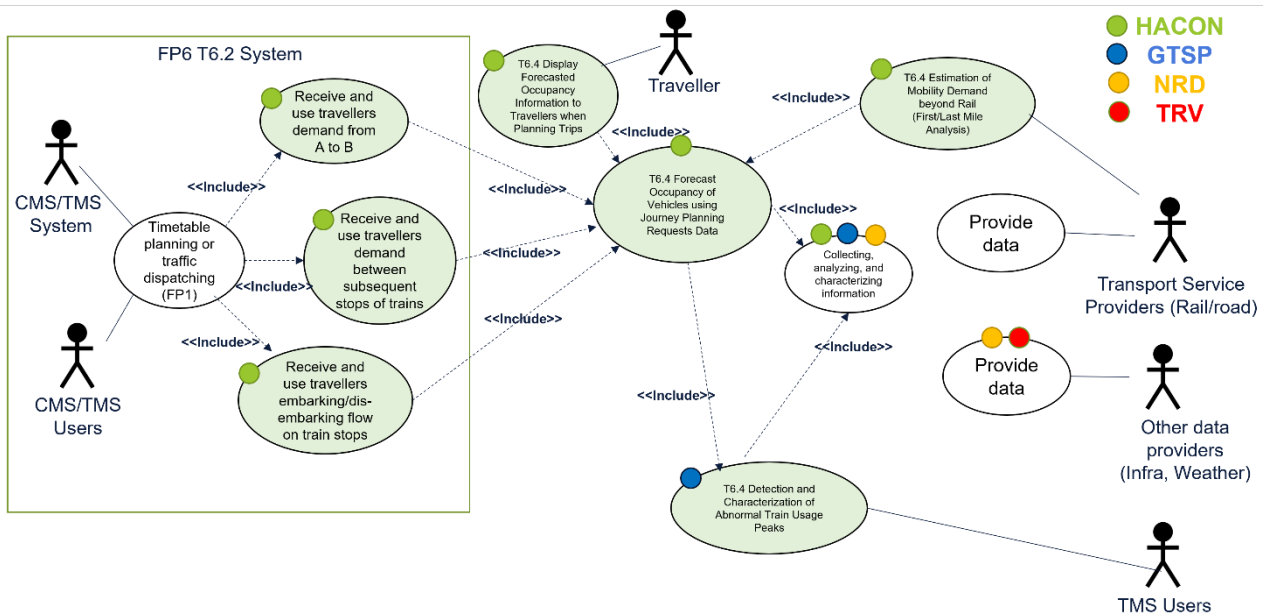 FP6 T6.2 System
CMS/TMS
System
CMS/TMS
Users
Timetable
planning or
traffic
dispatching
(FP1)
<<Include>>
<<Include>>
<<Include>>
Receive and
use travellers
demand from
A to B
Receive and
use travellers
demand
between
subsequent
stops of trains
Receive and
use travellers
embarking/dis-
embarking flow
on train stops
T6.4 Display
Forecasted
Occupancy
Information to
Travellers when
Planning Trips
Traveller
<<Include>>
<<Include>>
<<Include>>
<<Include>>
T6.4 Forecast
Occupancy of
Vehicles using
Journey Planning
Requests Data
<<Include>>
T6.4 Estimation of
Mobility Demand
beyond Rail
(First/Last Mile
Analysis)
<<Include>>
Collecting,
analyzing, and
characterizing
information
<<Include>>
<<Include>>
T6.4 Detection and
Characterization of
Abnormal Train Usage
Peaks
HACON
GTSP
NRD
TRV
Provide
data
Transport Service
Providers (Rail/road)
Provide
data
Other data
providers
(Infra, Weather)
TMS Users